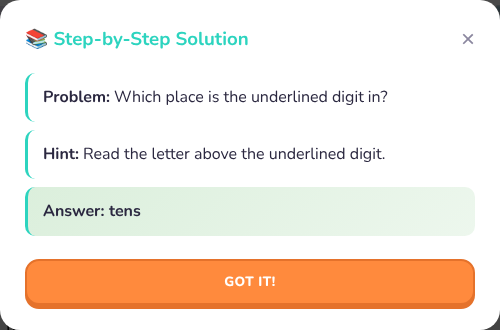 📚 Step-by-Step Solution
Problem: Which place is the underlined digit in?
Hint: Read the letter above the underlined digit.
Answer: tens
GOT IT!